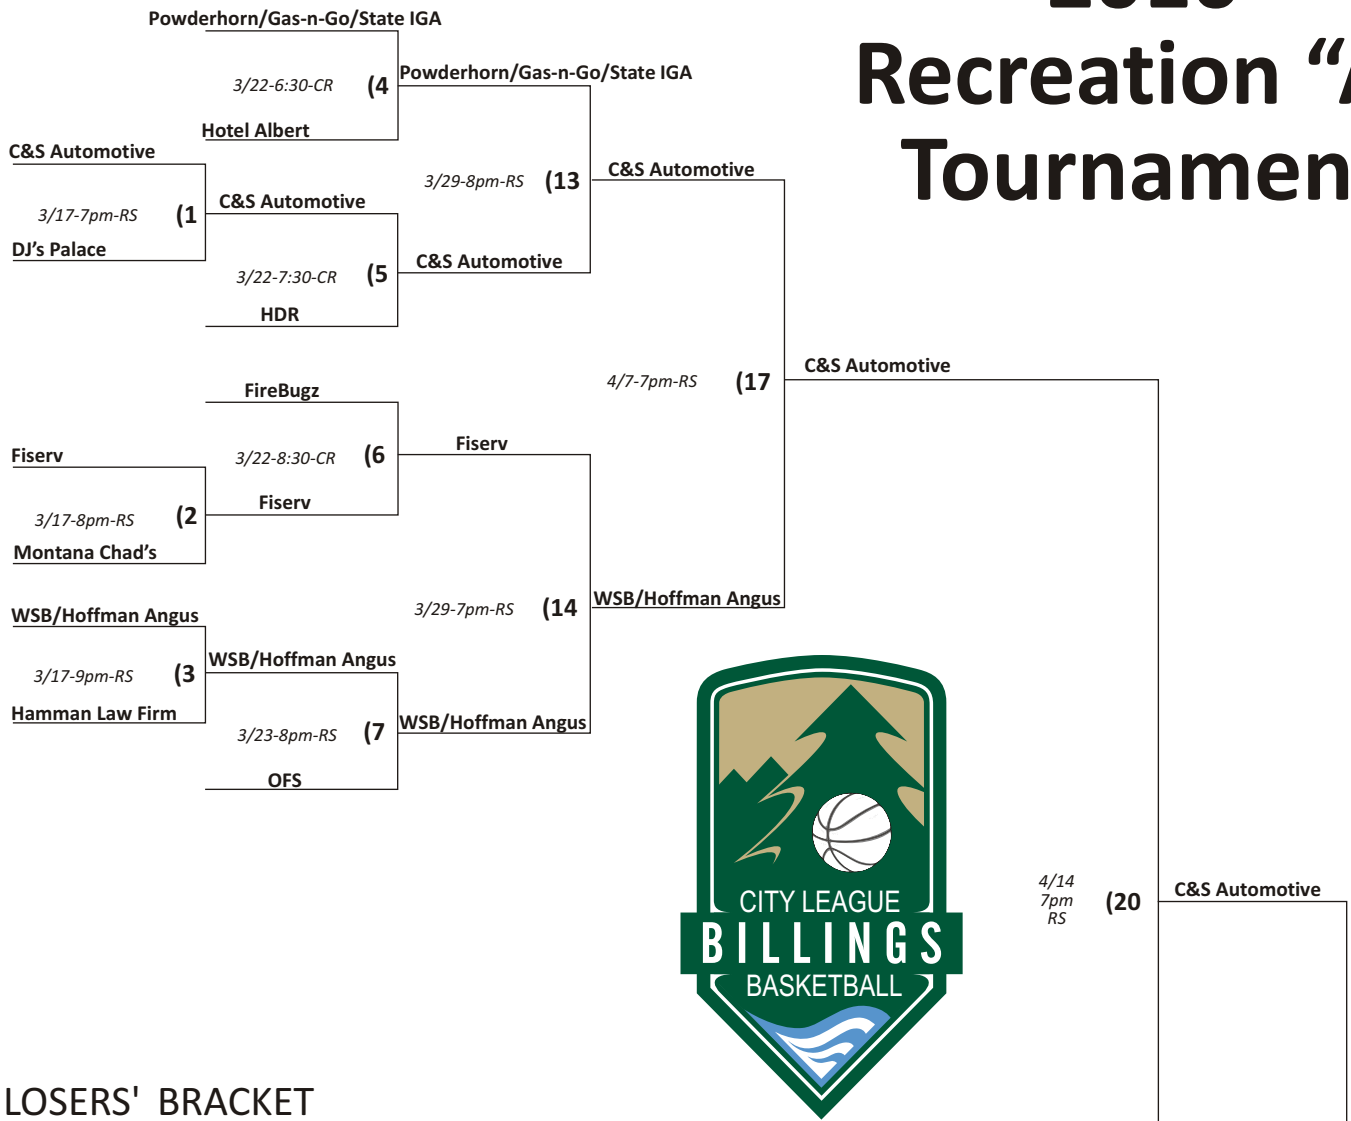 Powderhorn/Gas-n-Go/State IGA
Recreation “A
Tournamen
3/22-6:30-CR (4
Powderhorn/Gas-n-Go/State IGA
Hotel Albert
C&S Automotive
3/29-8pm-RS (13
C&S Automotive
3/17-7pm-RS (1
C&S Automotive
DJ’s Palace
3/22-7:30-CR (5
C&S Automotive
HDR
4/7-7pm-RS (17
C&S Automotive
FireBugz
Fiserv
3/22-8:30-CR (6
Fiserv
3/17-8pm-RS (2
Fiserv
Montana Chad’s
3/29-7pm-RS (14
WSB/Hoffman Angus
WSB/Hoffman Angus
3/17-9pm-RS (3
WSB/Hoffman Angus
Hamman Law Firm
3/23-8pm-RS (7
WSB/Hoffman Angus
OFS
CITY LEAGUE
BILLINGS
BASKETBALL
4/14
7pm
RS
(20
C&S Automotive
LOSERS' BRACKET